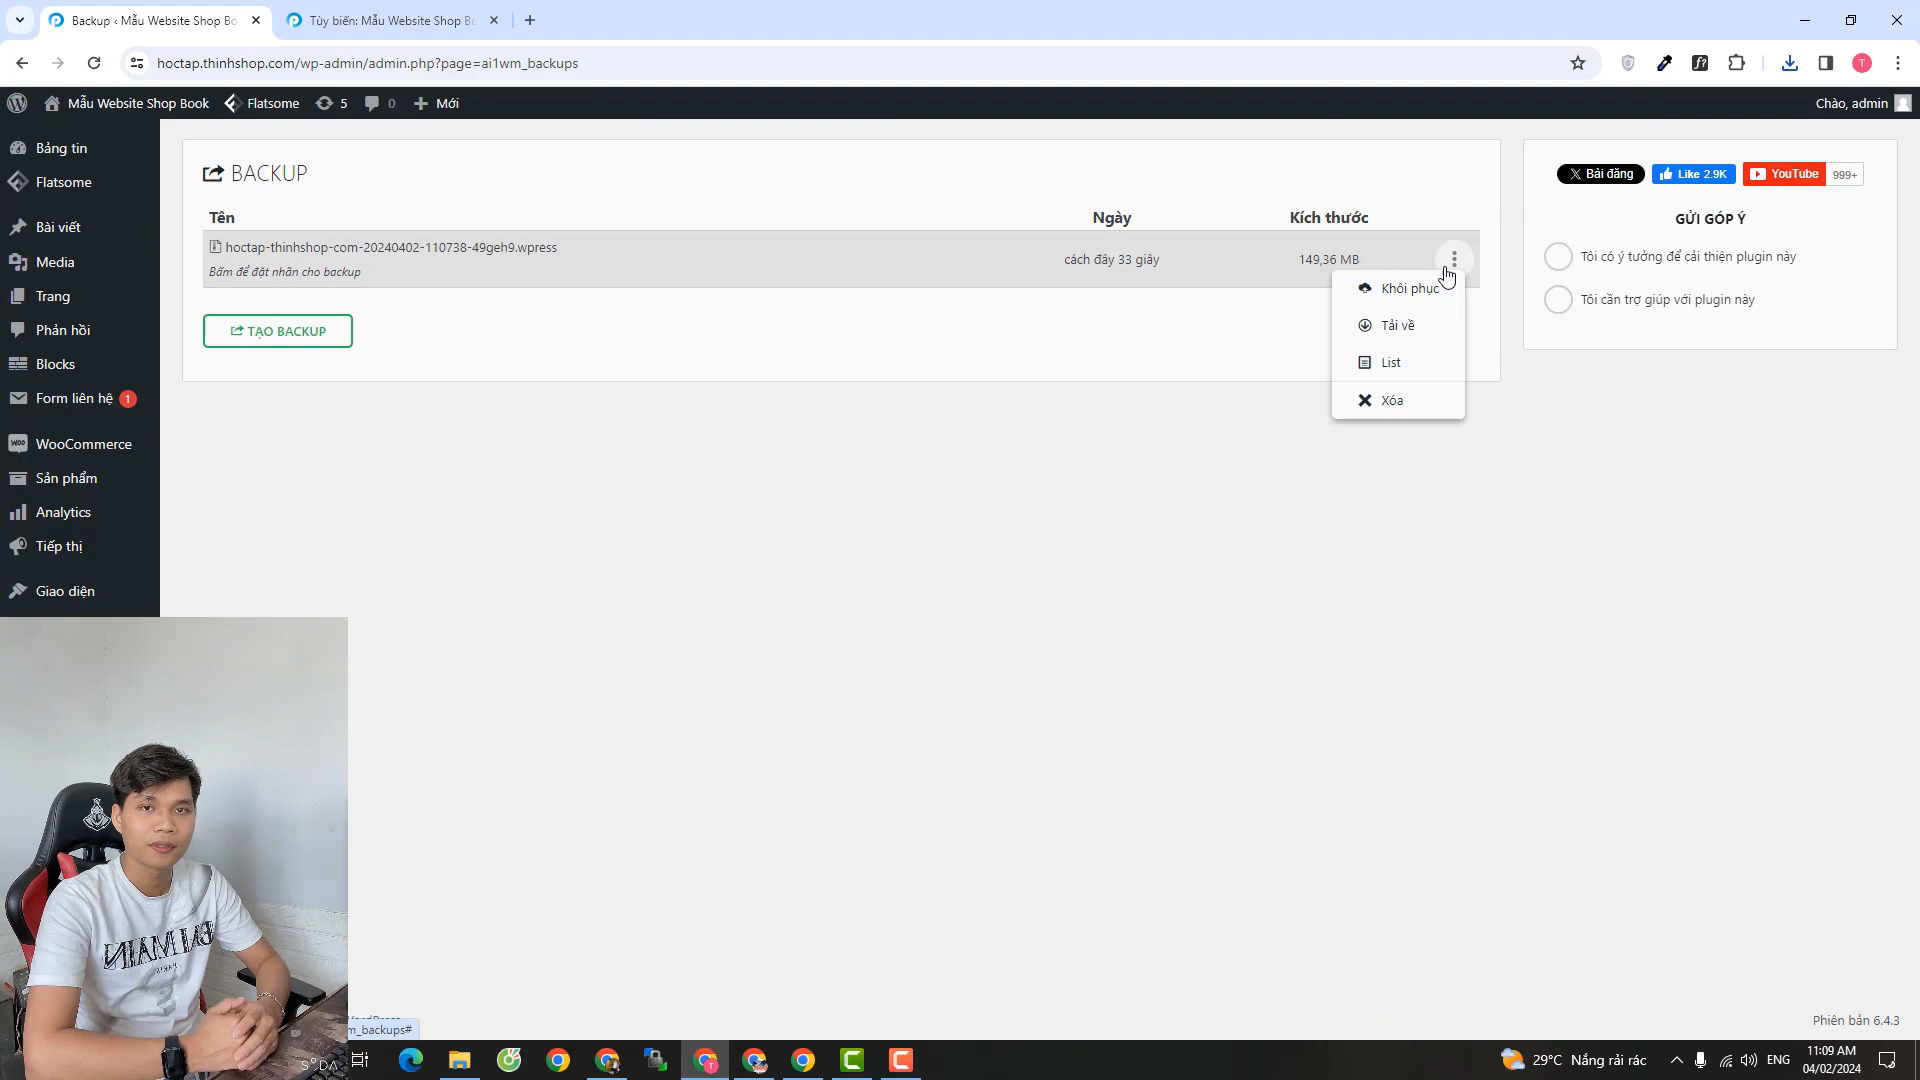 Backup ‹ Mẫu Website Shop Bo
Tùy biến: Mẫu Website Shop Bo
hoctap.thinhshop.com/wp-admin/admin.php?page=ai1wm_backups
T
Mẫu Website Shop Book
Flatsome
5
0
Mới
Chào, admin
Bảng tin
Flatsome
Bài viết
Media
Trang
Phản hồi
Blocks
Form liên hệ 1
WooCommerce
Sản phẩm
Analytics
Tiếp thị
Giao diện
BACKUP
Tên
Ngày
Kích thước
hoctap-thinhshop-com-20240402-110738-49geh9.wpress
Bấm để đặt nhãn cho backup
cách đây 33 giây
149,36 MB
Khôi phục
Tải về
List
Xóa
TẠO BACKUP
Bài đăng
Like 2.9K
YouTube
999+
GỬI GÓP Ý
Tôi có ý tưởng để cải thiện plugin này
Tôi cần trợ giúp với plugin này
m_backups#
Phiên bản 6.4.3
29°C Nắng rải rác
ENG
11:09 AM
04/02/2024